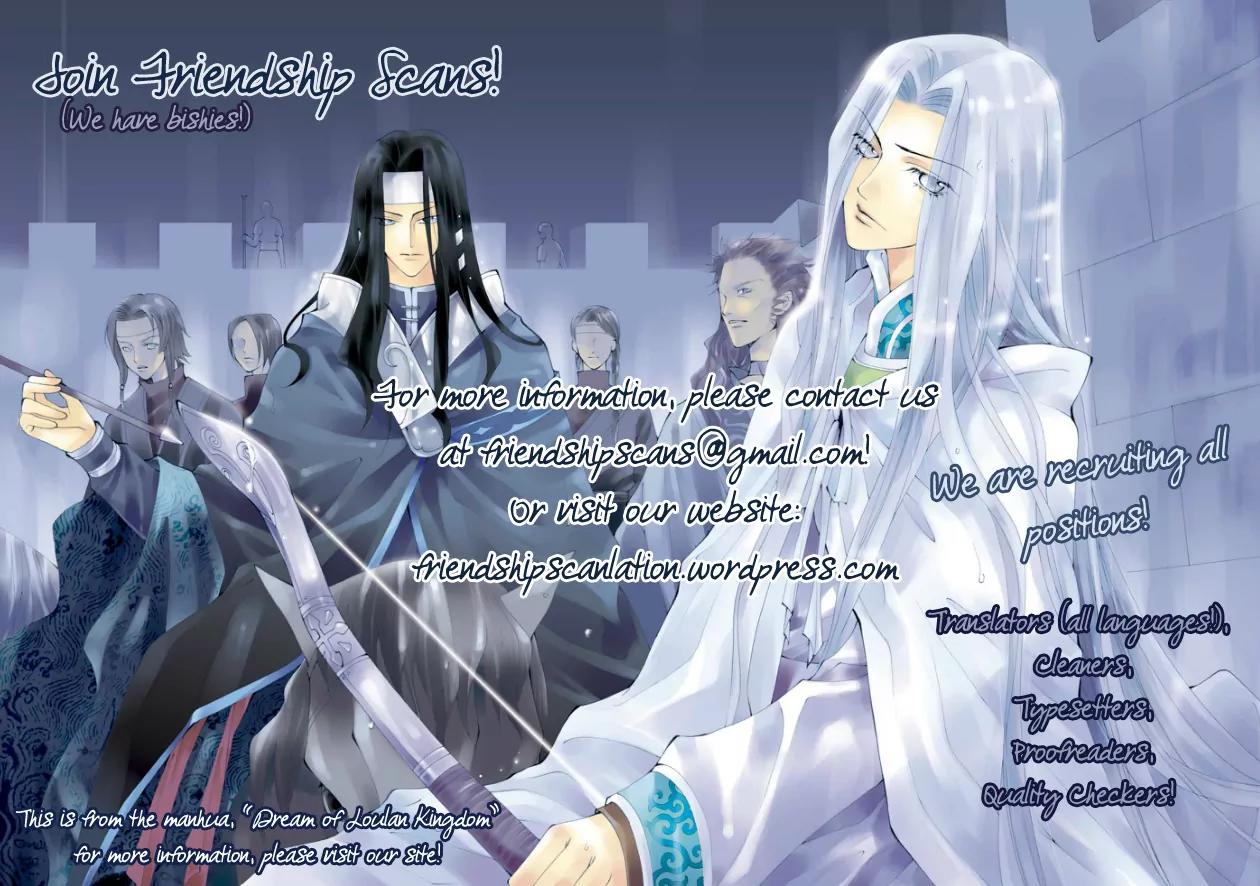 Join Friendship Scans!
(We have bishies!)
For more information, please contact us
at friendshipscans@gmail.com!
Or visit our website:
friendshipscanlation.wordpress.com
We are recruiting all
positions!
Translators (all languages!),
Cleaners,
Typesetters,
Proofreaders,
Quality Checkers!
This is from the manhua, "Dream of Loulan Kingdom"
for more information, please visit our site!